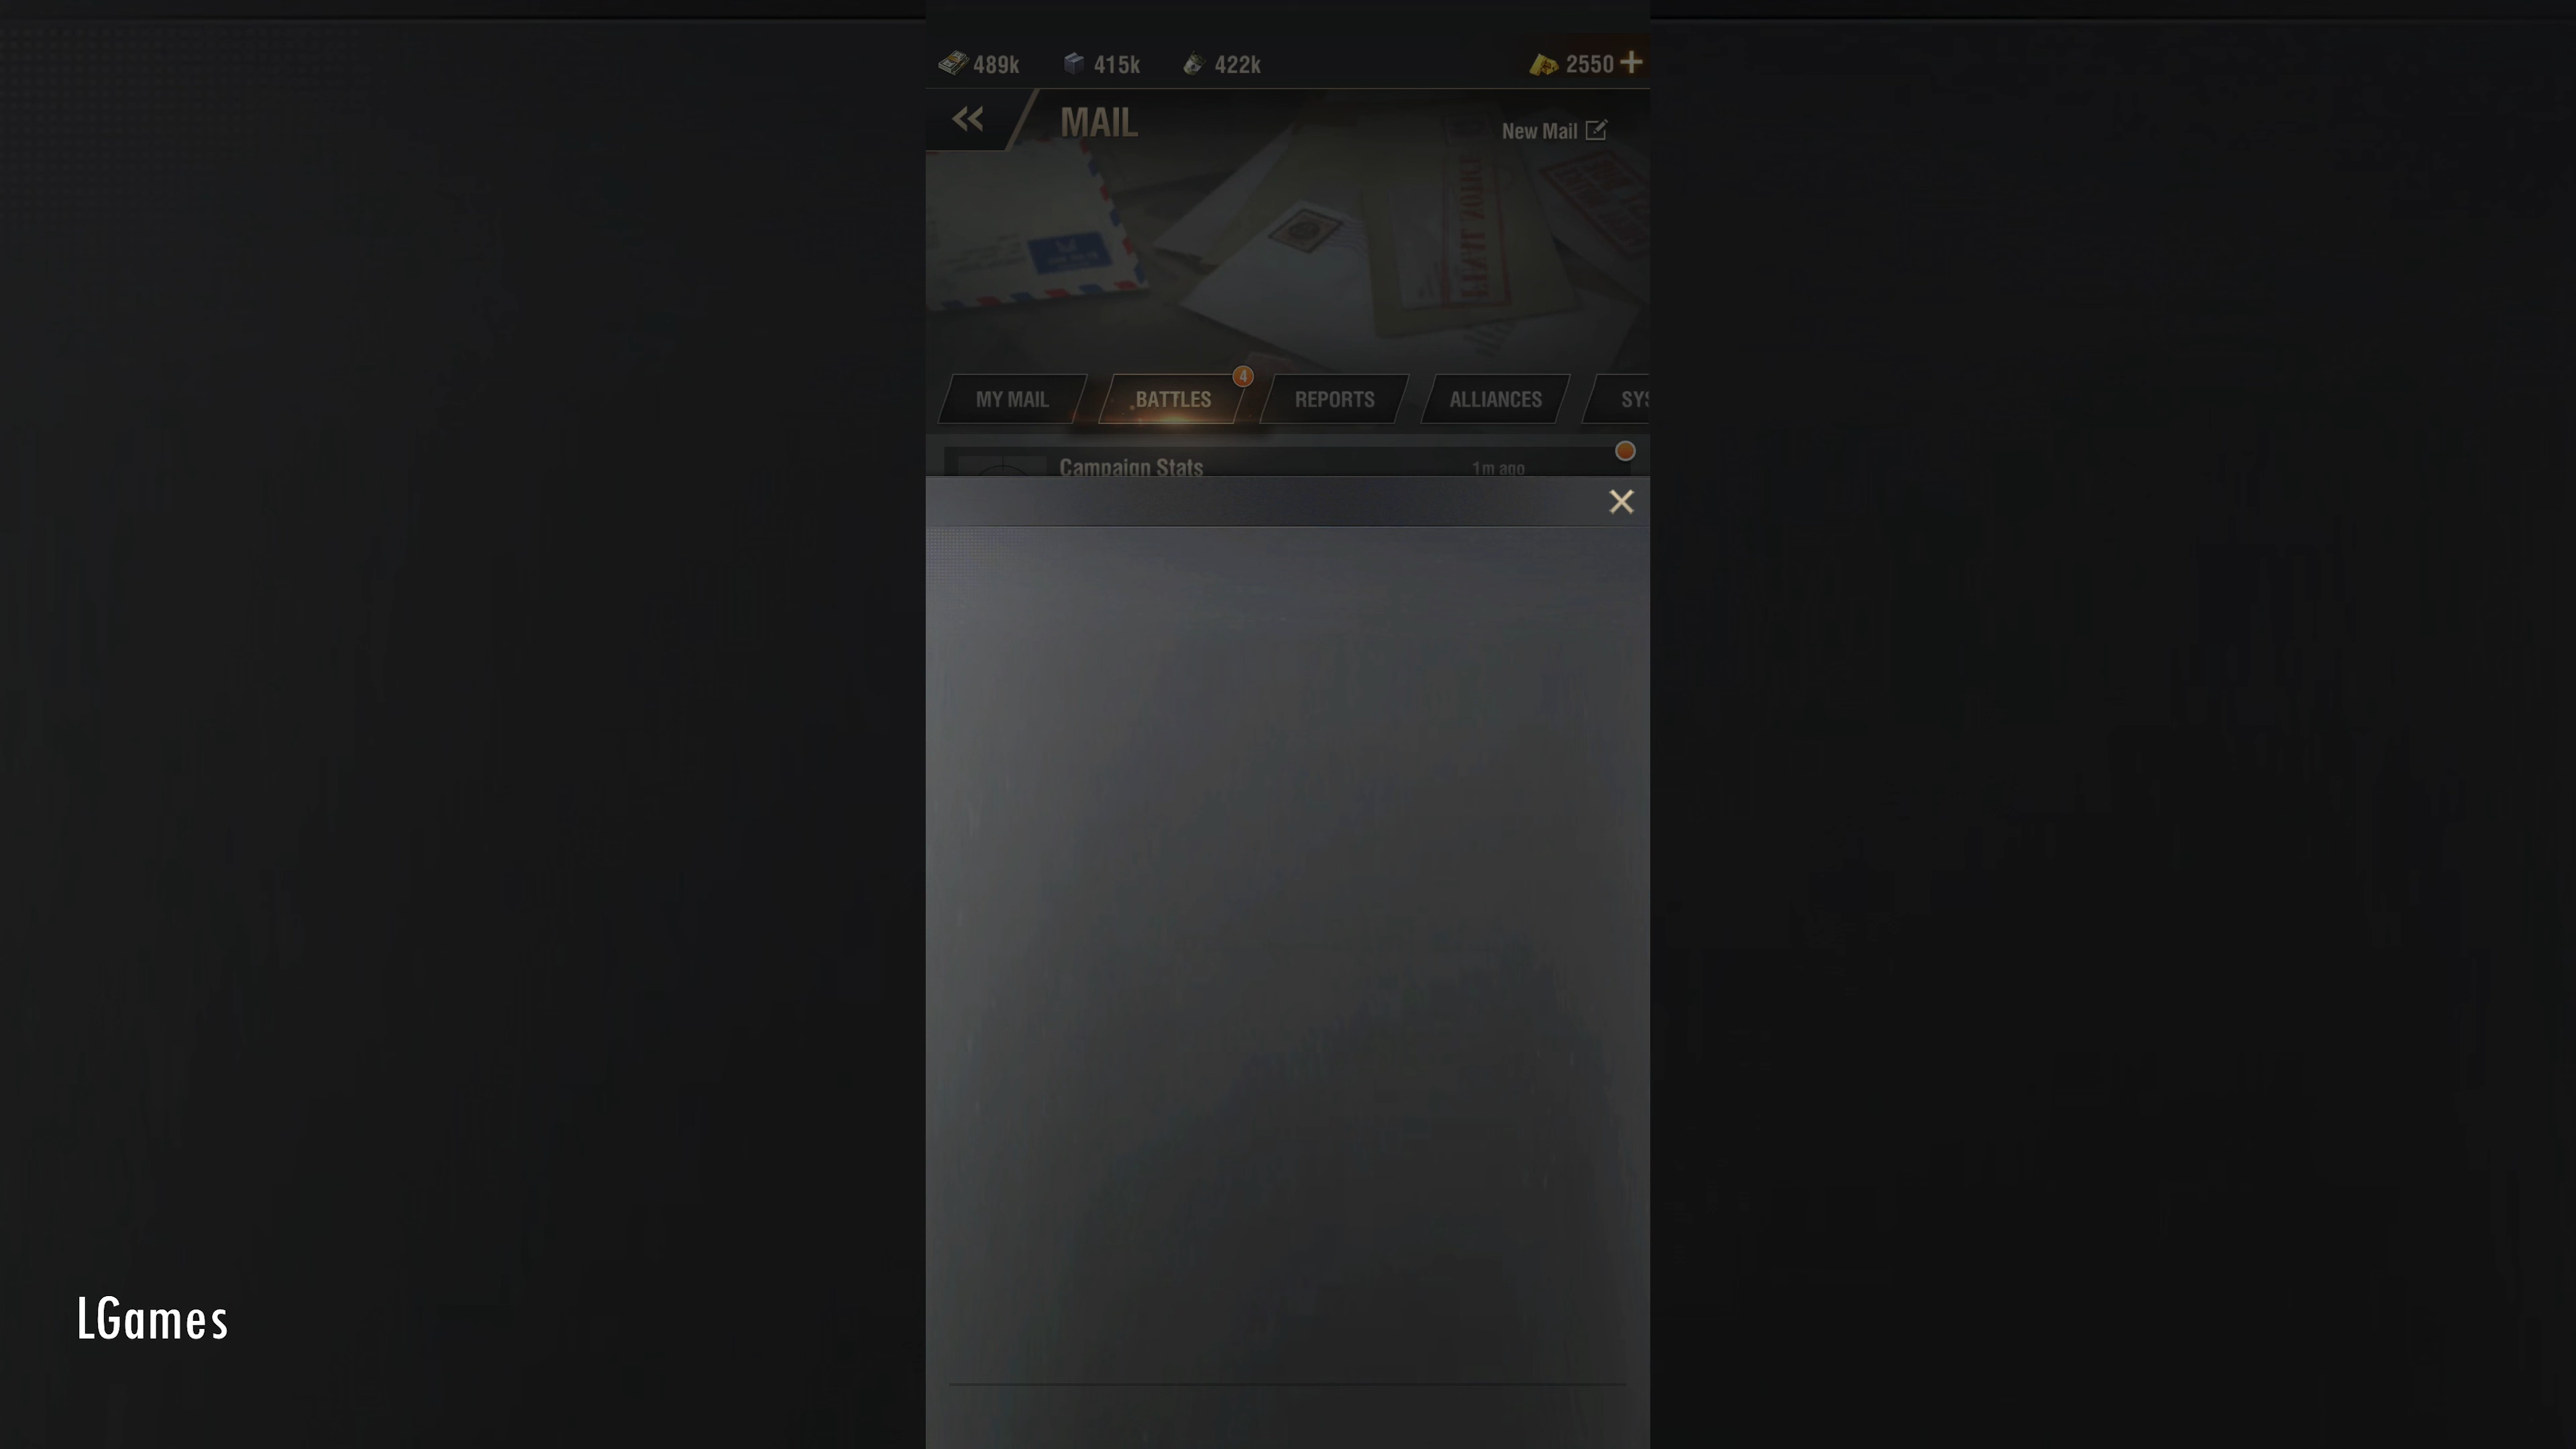 489k 415k 422k 2550
MAIL
New Mail
MY MAIL BATTLES 4 REPORTS ALLIANCES SYS
Campaign Stats 1m ago
LGames